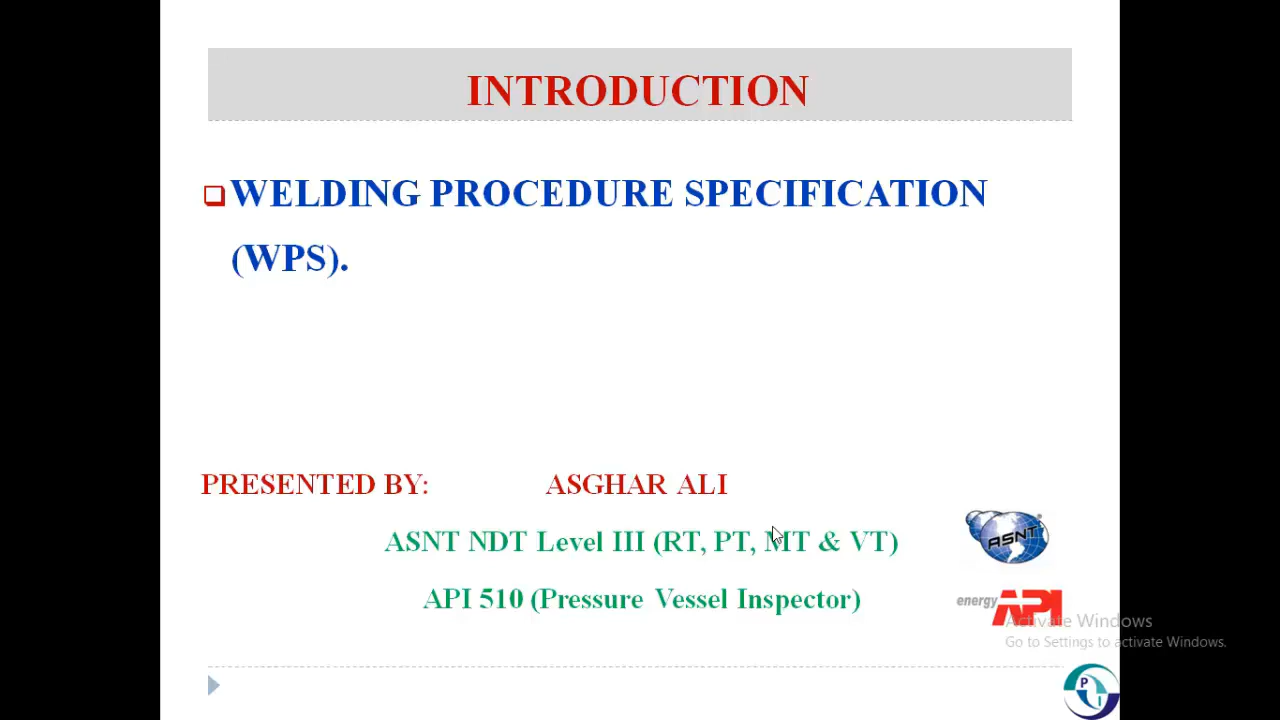 INTRODUCTION
WELDING PROCEDURE SPECIFICATION
(WPS).
PRESENTED BY: ASGHAR ALI
ASNT NDT Level III (RT, PT, MT & VT)
ASNT
API 510 (Pressure Vessel Inspector)
energy API
Activate Windows
Go to Settings to activate Windows.
P
I